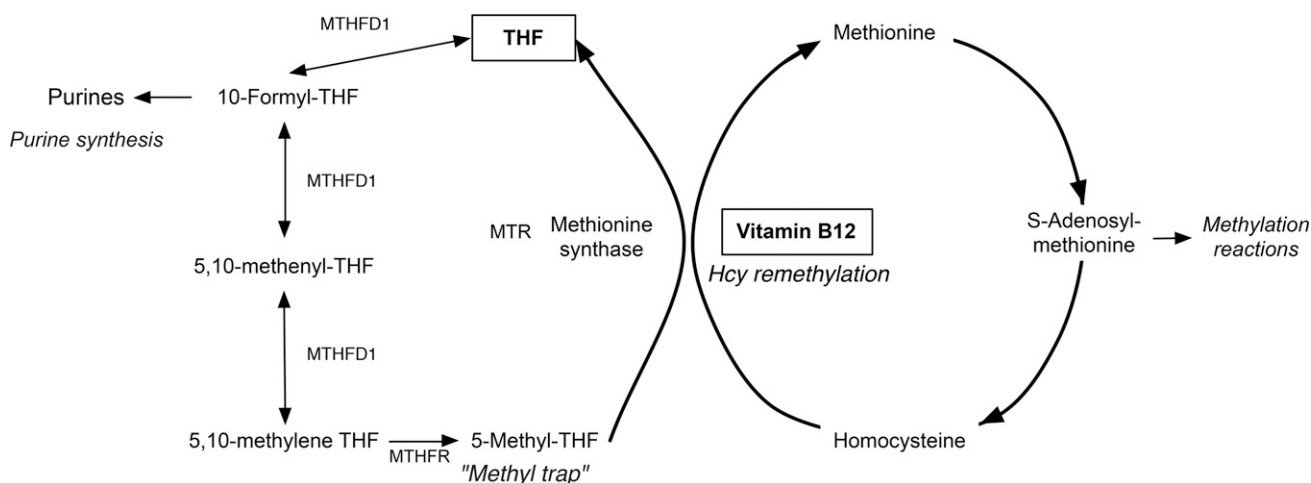 MTHFD1
THF
Methionine
Purines
10-Formyl-THF
Purine synthesis
MTHFD1
MTR
Methionine
synthase
Vitamin B12
Hcy remethylation
S-Adenosyl-
methionine
Methylation
reactions
5,10-methenyl-THF
MTHFD1
5,10-methylene THF
MTHFR
5-Methyl-THF
"Methyl trap"
Homocysteine